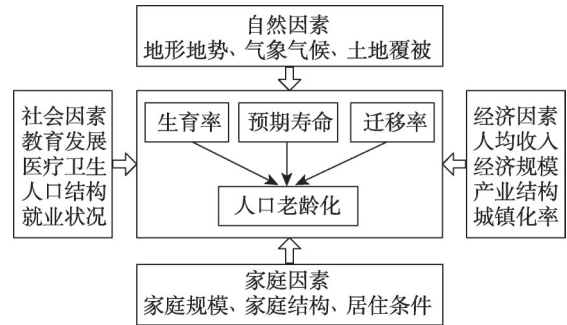 自然因素
地形地势、气象气候、土地覆被
社会因素
教育发展
医疗卫生
人口结构
就业状况
生育率
预期寿命
迁移率
人口老龄化
经济因素
人均收入
经济规模
产业结构
城镇化率
家庭因素
家庭规模、家庭结构、居住条件